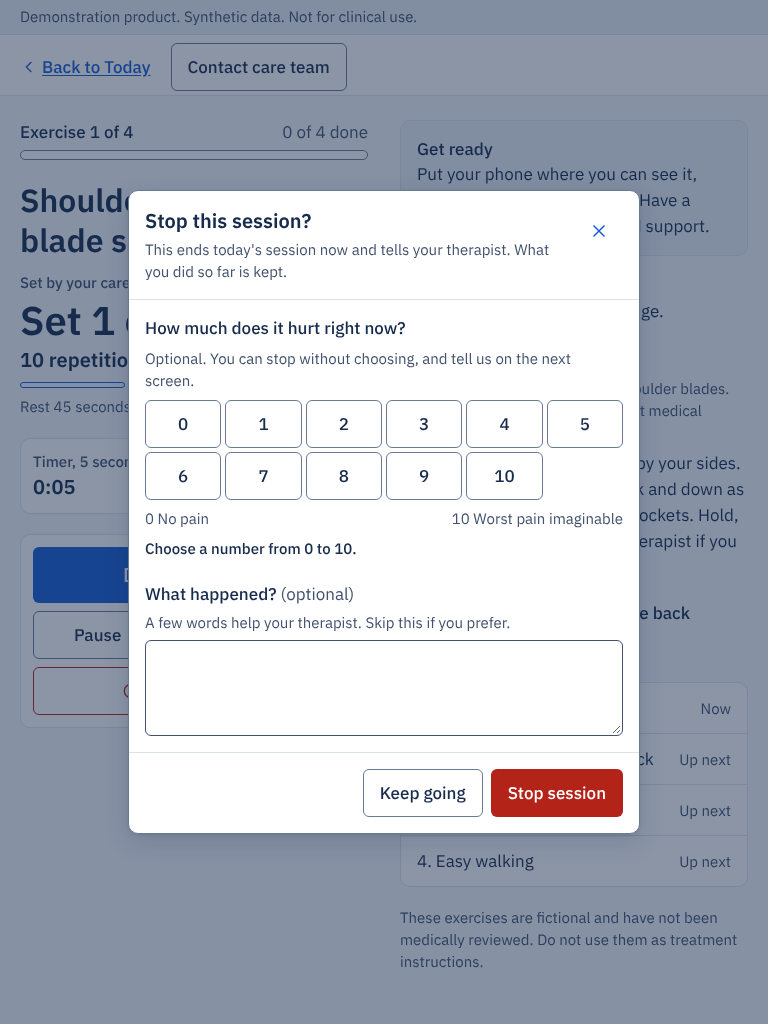 Demonstration product. Synthetic data. Not for clinical use.
Back to Today
Contact care team
Exercise 1 of 4
0 of 4 done
blade s
Set by your care
Set 1
10 repetitio
Rest 45 seconds
Timer, 5 secon
0:05
Pause
Get ready
Put your phone where you can see it,
Have a
support.
ge.
oulder blades.
t medical
by your sides.
and down as
ockets. Hold,
erapist if you
e back
Now
ck
Up next
Up next
4. Easy walking
Up next
These exercises are fictional and have not been
medically reviewed. Do not use them as treatment
instructions.
Stop this session?
This ends today's session now and tells your therapist. What
you did so far is kept.
How much does it hurt right now?
Optional. You can stop without choosing, and tell us on the next
screen.
0
1
2
3
4
5
6
7
8
9
10
0 No pain
10 Worst pain imaginable
Choose a number from 0 to 10.
What happened? (optional)
A few words help your therapist. Skip this if you prefer.
Keep going
Stop session